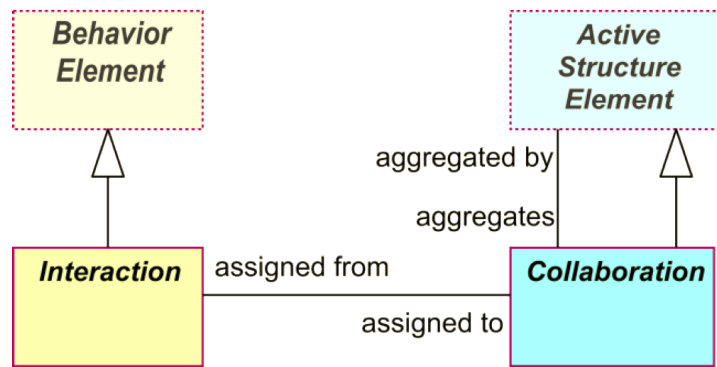 Behavior
Element
Active
Structure
Element
aggregated by
aggregates
Interaction
assigned from
Collaboration
assigned to